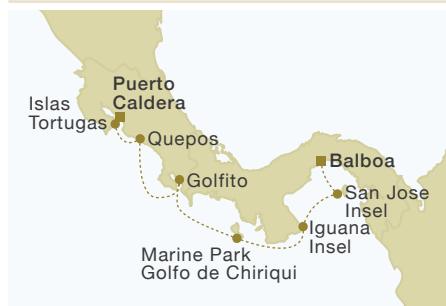 Puerto
Caldera
Islas
Tortugas
Quepos
Golfito
Balboa
San Jose
Insel
Iguana
Insel
Marine Park
Golfo de Chiriqui